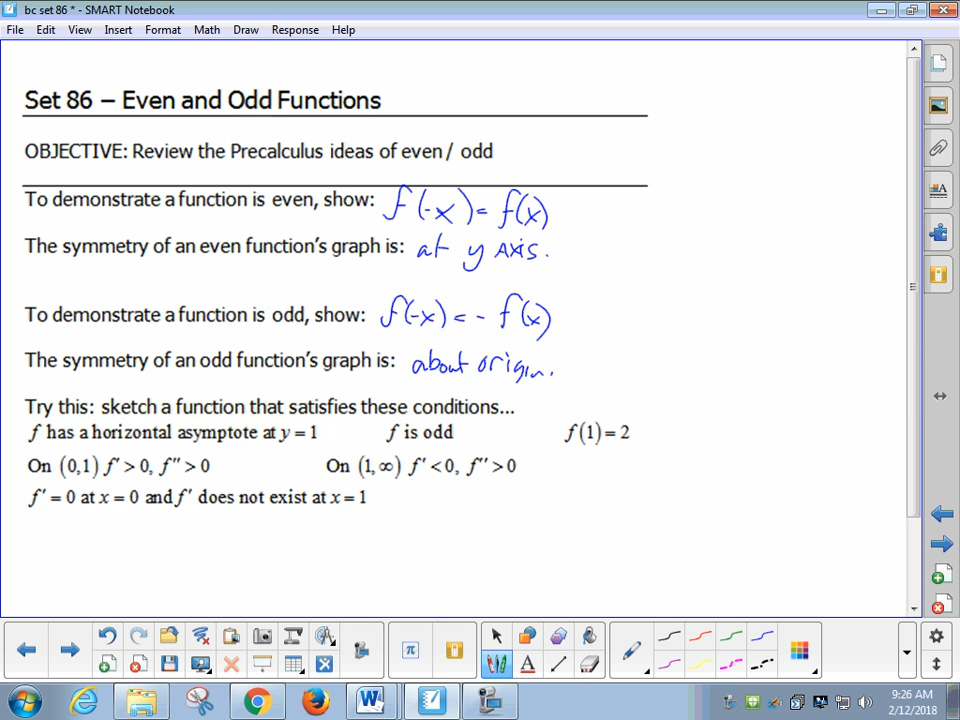 bc set 86 * - SMART Notebook
File Edit View Insert Format Math Draw Response Help
Set 86 – Even and Odd Functions
OBJECTIVE: Review the Precalculus ideas of even / odd
To demonstrate a function is even, show: f(-x) = f(x)
The symmetry of an even function's graph is: at y axis.
To demonstrate a function is odd, show: f(-x) = - f(x)
The symmetry of an odd function's graph is: about origin.
Try this: sketch a function that satisfies these conditions...
f has a horizontal asymptote at y = 1 f is odd f(1) = 2
On (0,1) f′ > 0, f″ > 0 On (1,∞) f′ < 0, f″ > 0
f′ = 0 at x = 0 and f′ does not exist at x = 1
9:26 AM
2/12/2018